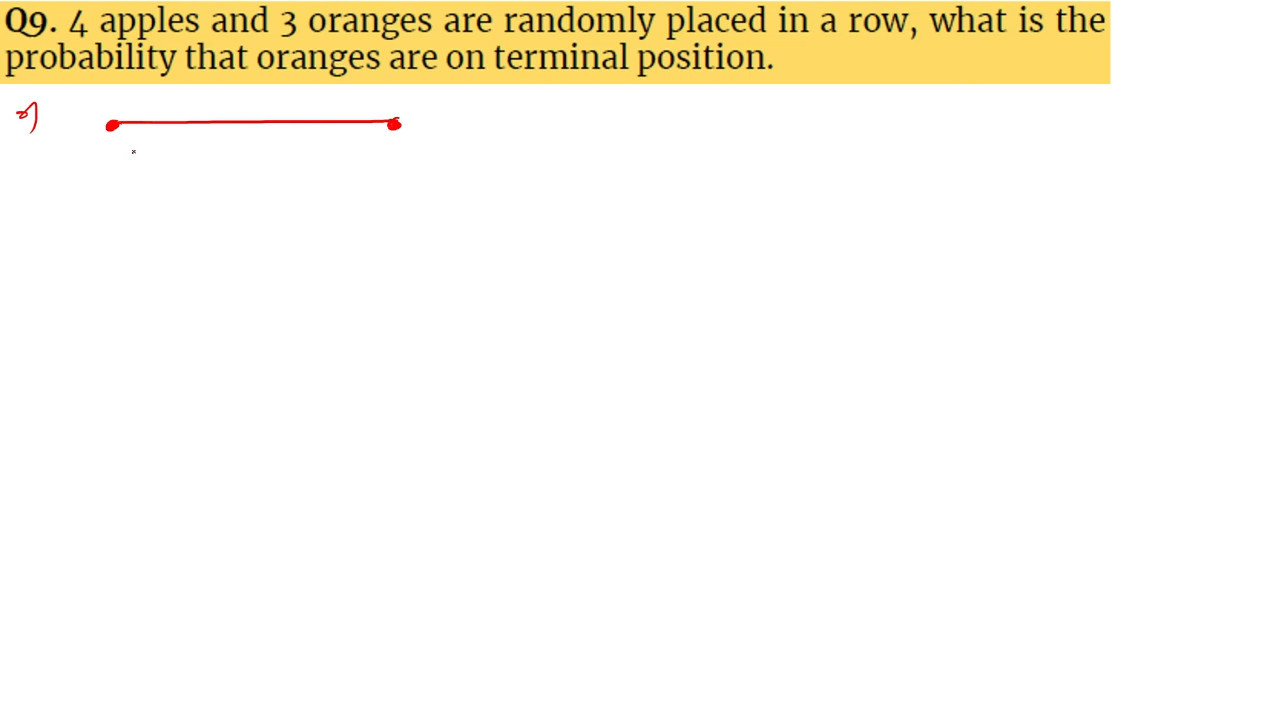 Q9. 4 apples and 3 oranges are randomly placed in a row, what is the
probability that oranges are on terminal position.